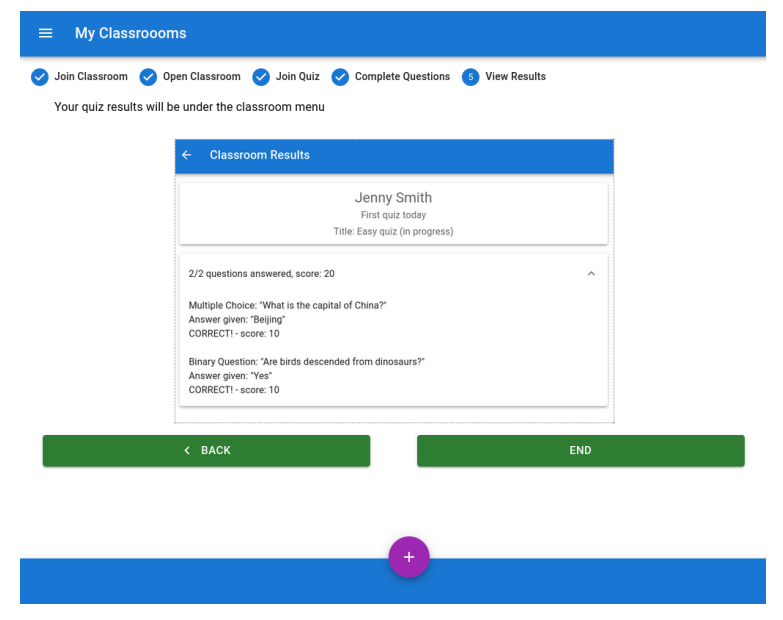 My Classroooms
Join Classroom
Open Classroom
Join Quiz
Complete Questions
5
View Results
Your quiz results will be under the classroom menu
Classroom Results
Jenny Smith
First quiz today
Title: Easy quiz (in progress)
2/2 questions answered, score: 20
Multiple Choice: "What is the capital of China?"
Answer given: "Beijing"
CORRECT! - score: 10
Binary Question: "Are birds descended from dinosaurs?"
Answer given: "Yes"
CORRECT! - score: 10
BACK
END